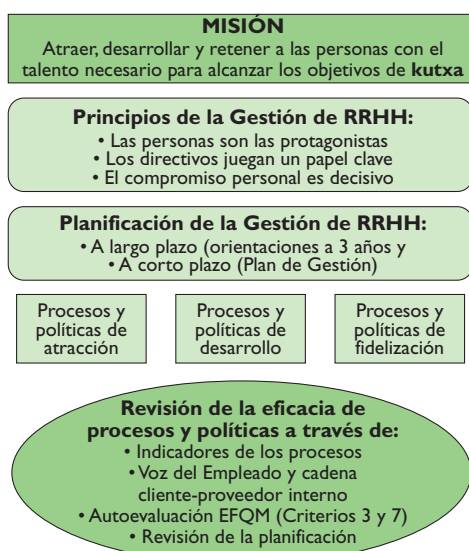 MISIÓN
Atraer, desarrollar y retener a las personas con el
talento necesario para alcanzar los objetivos de kutxa
Principios de la Gestión de RRHH:
• Las personas son las protagonistas
• Los directivos juegan un papel clave
• El compromiso personal es decisivo
Planificación de la Gestión de RRHH:
• A largo plazo (orientaciones a 3 años y
• A corto plazo (Plan de Gestión)
Procesos y
políticas de
atracción
Procesos y
políticas de
desarrollo
Procesos y
políticas de
fidelización
Revisión de la eficacia de
procesos y políticas a través de:
• Indicadores de los procesos
• Voz del Empleado y cadena
cliente-proveedor interno
• Autoevaluación EFQM (Criterios 3 y 7)
• Revisión de la planificación